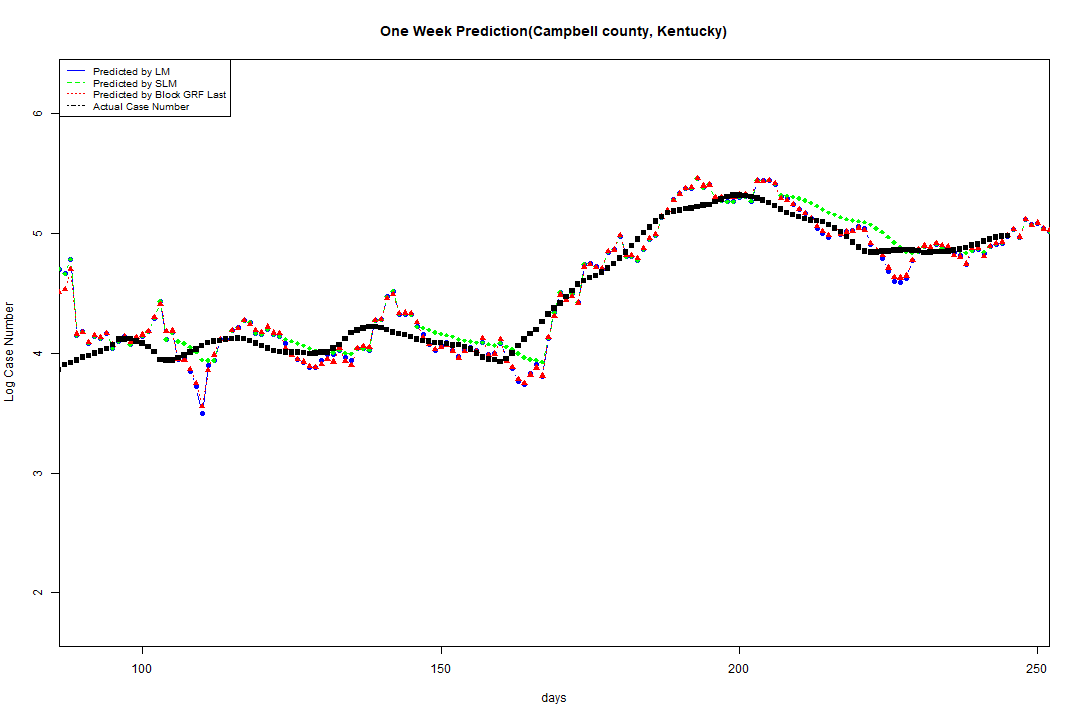 One Week Prediction(Campbell county, Kentucky)
Predicted by LM
Predicted by SLM
Predicted by Block GRF Last
Actual Case Number
6
5
4
3
2
Log Case Number
100 150 200 250
days